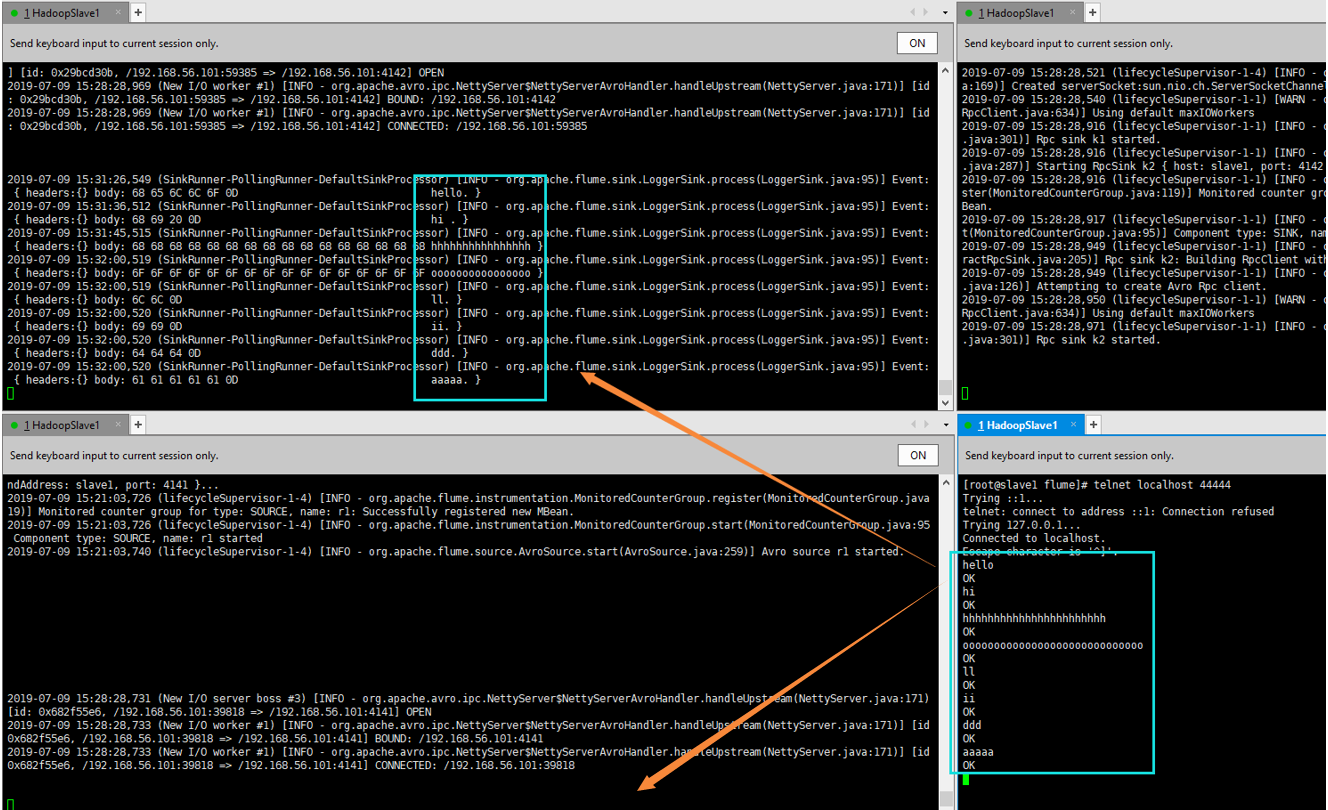 1 HadoopSlave1 × +
Send keyboard input to current session only.
ON
] [id: 0x29bcd30b, /192.168.56.101:59385 => /192.168.56.101:4142] OPEN
2019-07-09 15:28:28,969 (New I/O worker #1) [INFO - org.apache.avro.ipc.NettyServer$NettyServerAvroHandler.handleUpstream(NettyServer.java:171)] [id
: 0x29bcd30b, /192.168.56.101:59385 => /192.168.56.101:4142] BOUND: /192.168.56.101:4142
2019-07-09 15:28:28,969 (New I/O worker #1) [INFO - org.apache.avro.ipc.NettyServer$NettyServerAvroHandler.handleUpstream(NettyServer.java:171)] [id
: 0x29bcd30b, /192.168.56.101:59385 => /192.168.56.101:4142] CONNECTED: /192.168.56.101:59385
2019-07-09 15:31:26,549 (SinkRunner-PollingRunner-DefaultSinkProcessor) [INFO - org.apache.flume.sink.LoggerSink.process(LoggerSink.java:95)] Event:
{ headers:{} body: 68 65 6C 6C 6F 0D hello. }
2019-07-09 15:31:36,512 (SinkRunner-PollingRunner-DefaultSinkProcessor) [INFO - org.apache.flume.sink.LoggerSink.process(LoggerSink.java:95)] Event:
{ headers:{} body: 68 69 20 0D hi . }
2019-07-09 15:31:45,515 (SinkRunner-PollingRunner-DefaultSinkProcessor) [INFO - org.apache.flume.sink.LoggerSink.process(LoggerSink.java:95)] Event:
{ headers:{} body: 68 68 68 68 68 68 68 68 68 68 68 68 68 68 68 68 hhhhhhhhhhhhhhhh }
2019-07-09 15:32:00,519 (SinkRunner-PollingRunner-DefaultSinkProcessor) [INFO - org.apache.flume.sink.LoggerSink.process(LoggerSink.java:95)] Event:
{ headers:{} body: 6F 6F 6F 6F 6F 6F 6F 6F 6F 6F 6F 6F 6F 6F 6F 6F oooooooooooooooo }
2019-07-09 15:32:00,519 (SinkRunner-PollingRunner-DefaultSinkProcessor) [INFO - org.apache.flume.sink.LoggerSink.process(LoggerSink.java:95)] Event:
{ headers:{} body: 6C 6C 0D ll. }
2019-07-09 15:32:00,520 (SinkRunner-PollingRunner-DefaultSinkProcessor) [INFO - org.apache.flume.sink.LoggerSink.process(LoggerSink.java:95)] Event:
{ headers:{} body: 69 69 0D ii. }
2019-07-09 15:32:00,520 (SinkRunner-PollingRunner-DefaultSinkProcessor) [INFO - org.apache.flume.sink.LoggerSink.process(LoggerSink.java:95)] Event:
{ headers:{} body: 64 64 64 0D ddd. }
2019-07-09 15:32:00,520 (SinkRunner-PollingRunner-DefaultSinkProcessor) [INFO - org.apache.flume.sink.LoggerSink.process(LoggerSink.java:95)] Event:
{ headers:{} body: 61 61 61 61 61 0D aaaaa. }
1 HadoopSlave1 × +
Send keyboard input to current session only.
2019-07-09 15:28:28,521 (lifecycleSupervisor-1-4) [INFO -
a:169)] Created serverSocket:sun.nio.ch.ServerSocketChannel
2019-07-09 15:28:28,540 (lifecycleSupervisor-1-1) [WARN -
RpcClient.java:634)] Using default maxIOWorkers
2019-07-09 15:28:28,916 (lifecycleSupervisor-1-1) [INFO -
.java:301)] Rpc sink k1 started.
2019-07-09 15:28:28,916 (lifecycleSupervisor-1-1) [INFO -
.java:287)] Starting RpcSink k2 { host: slave1, port: 4142
2019-07-09 15:28:28,916 (lifecycleSupervisor-1-1) [INFO -
ster(MonitoredCounterGroup.java:119)] Monitored counter gro
Bean.
2019-07-09 15:28:28,917 (lifecycleSupervisor-1-1) [INFO -
t(MonitoredCounterGroup.java:95)] Component type: SINK, nam
2019-07-09 15:28:28,949 (lifecycleSupervisor-1-1) [INFO -
ractRpcSink.java:205)] Rpc sink k2: Building RpcClient with
2019-07-09 15:28:28,949 (lifecycleSupervisor-1-1) [INFO -
.java:126)] Attempting to create Avro Rpc client.
2019-07-09 15:28:28,950 (lifecycleSupervisor-1-1) [WARN -
RpcClient.java:634)] Using default maxIOWorkers
2019-07-09 15:28:28,971 (lifecycleSupervisor-1-1) [INFO -
.java:301)] Rpc sink k2 started.
1 HadoopSlave1 × +
Send keyboard input to current session only.
ON
ndAddress: slave1, port: 4141 }...
2019-07-09 15:21:03,726 (lifecycleSupervisor-1-4) [INFO - org.apache.flume.instrumentation.MonitoredCounterGroup.register(MonitoredCounterGroup.java
19)] Monitored counter group for type: SOURCE, name: r1: Successfully registered new MBean.
2019-07-09 15:21:03,726 (lifecycleSupervisor-1-4) [INFO - org.apache.flume.instrumentation.MonitoredCounterGroup.start(MonitoredCounterGroup.java:95
Component type: SOURCE, name: r1 started
2019-07-09 15:21:03,740 (lifecycleSupervisor-1-4) [INFO - org.apache.flume.source.AvroSource.start(AvroSource.java:259)] Avro source r1 started.
2019-07-09 15:28:28,731 (New I/O server boss #3) [INFO - org.apache.avro.ipc.NettyServer$NettyServerAvroHandler.handleUpstream(NettyServer.java:171)
[id: 0x682f55e6, /192.168.56.101:39818 => /192.168.56.101:4141] OPEN
2019-07-09 15:28:28,733 (New I/O worker #1) [INFO - org.apache.avro.ipc.NettyServer$NettyServerAvroHandler.handleUpstream(NettyServer.java:171)] [id
0x682f55e6, /192.168.56.101:39818 => /192.168.56.101:4141] BOUND: /192.168.56.101:4141
2019-07-09 15:28:28,733 (New I/O worker #1) [INFO - org.apache.avro.ipc.NettyServer$NettyServerAvroHandler.handleUpstream(NettyServer.java:171)] [id
0x682f55e6, /192.168.56.101:39818 => /192.168.56.101:4141] CONNECTED: /192.168.56.101:39818
1 HadoopSlave1 × +
Send keyboard input to current session only.
[root@slave1 flume]# telnet localhost 44444
Trying ::1...
telnet: connect to address ::1: Connection refused
Trying 127.0.0.1...
Connected to localhost.
Escape character is '^]'.
hello
OK
hi
OK
hhhhhhhhhhhhhhhhhhhhhhh
OK
ooooooooooooooooooooooooooooo
OK
ll
OK
ii
OK
ddd
OK
aaaaa
OK